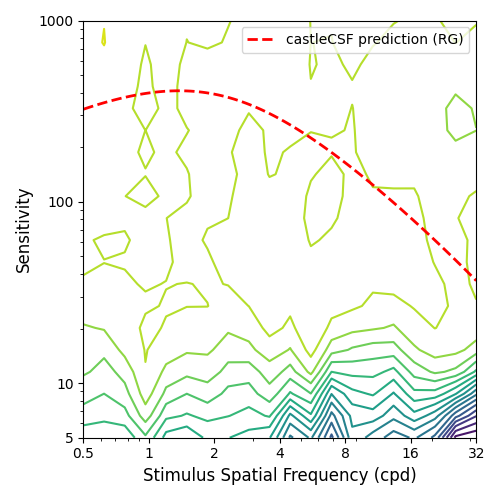 1000
castleCSF prediction (RG)
100
10
5
Sensitivity
0.5 1 2 4 8 16 32
Stimulus Spatial Frequency (cpd)